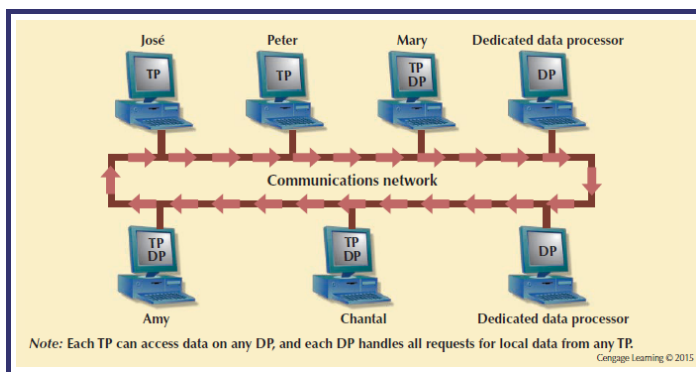 José Peter Mary Dedicated data processor
TP TP TP DP
DP
Communications network
TP TP DP
DP DP
Amy Chantal Dedicated data processor
Note: Each TP can access data on any DP, and each DP handles all requests for local data from any TP.
Cengage Learning © 2015